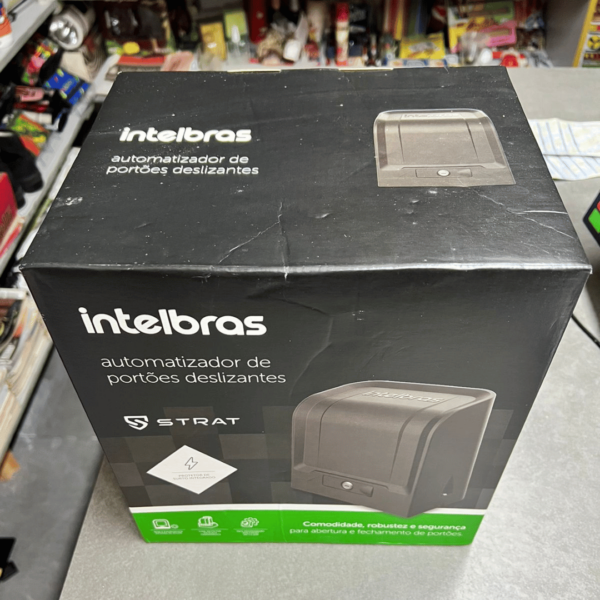 intelbras
automatizador de
portões deslizantes
intelbras
automatizador de
portões deslizantes
STRAT
intelbras
Comodidade, robustez e segurança
para abertura e fechamento de portões.